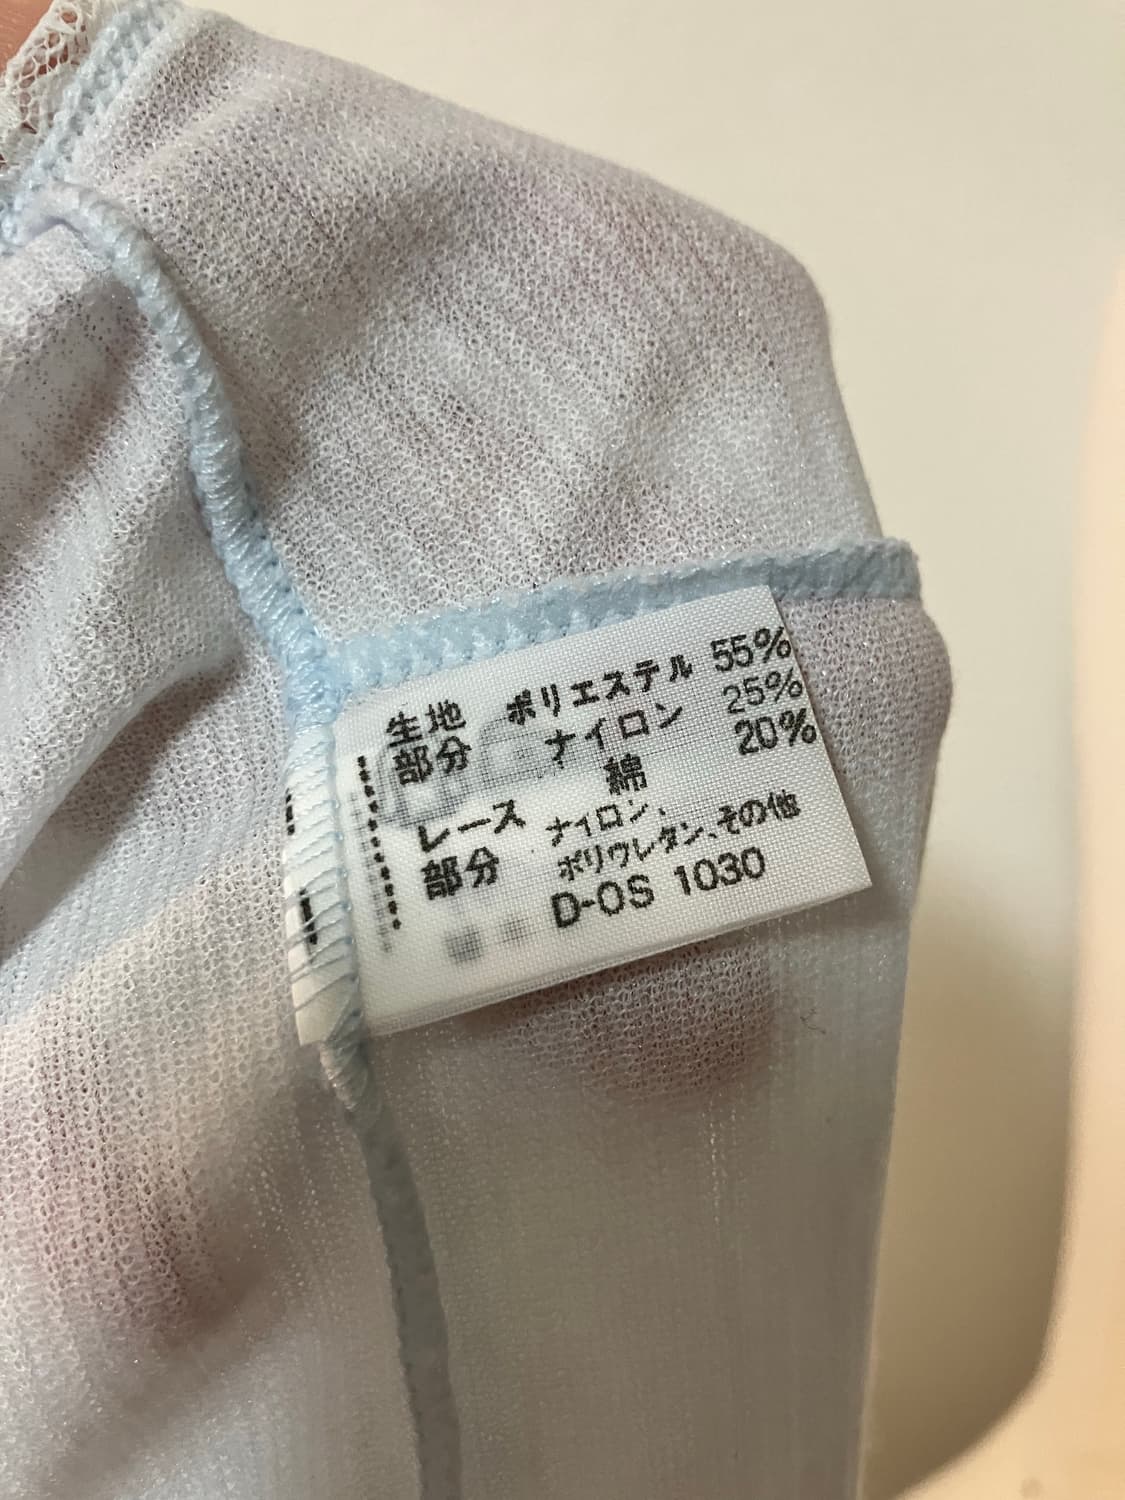 生地 ポリエステル 55%
部分 ナイロン 25%
綿 20%
レース ナイロン、
部分 ポリウレタン、その他
D-OS 1030